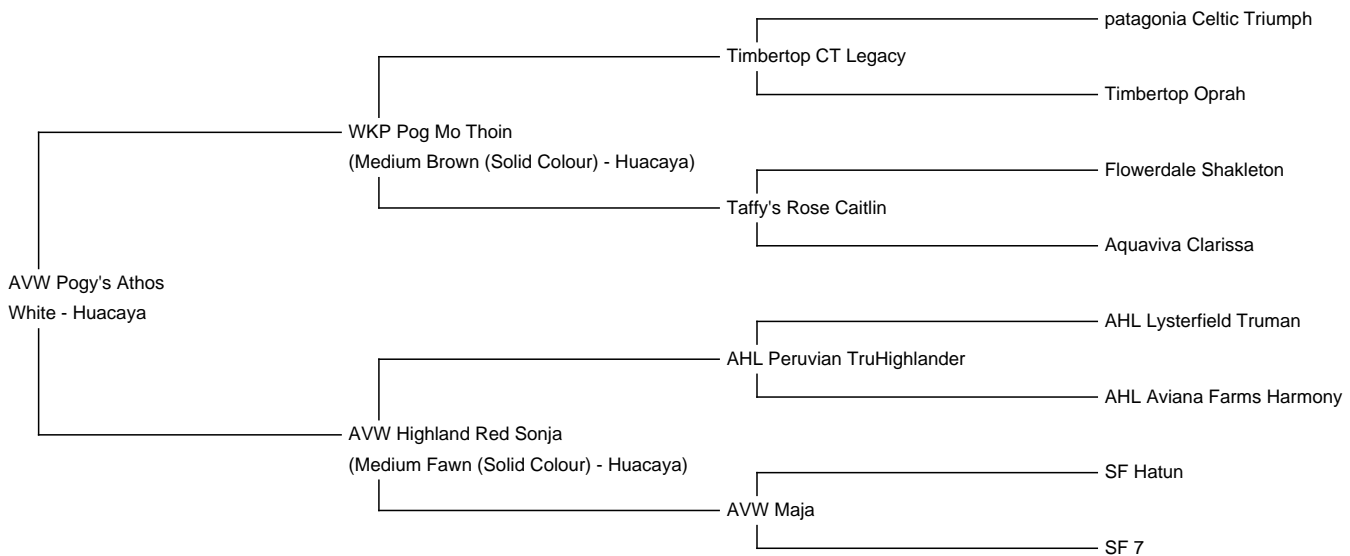 patagonia Celtic Triumph
Timbertop CT Legacy
Timbertop Oprah
WKP Pog Mo Thoin
(Medium Brown (Solid Colour) - Huacaya)
Flowerdale Shakleton
Taffy's Rose Caitlin
Aquaviva Clarissa
AVW Pogy's Athos
White - Huacaya
AHL Lysterfield Truman
AHL Peruvian TruHighlander
AHL Aviana Farms Harmony
AVW Highland Red Sonja
(Medium Fawn (Solid Colour) - Huacaya)
SF Hatun
AVW Maja
SF 7